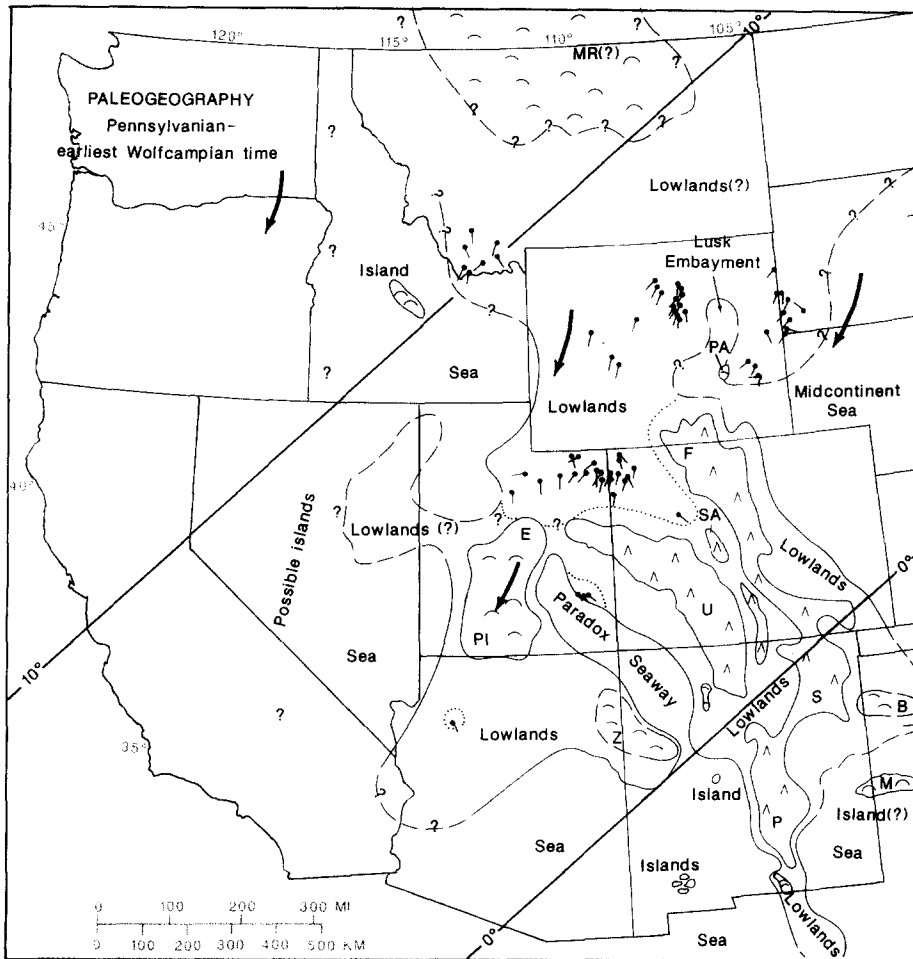 120°
115°
110°
105°
10°
?
?
MR(?)
?
PALEOGEOGRAPHY
Pennsylvanian-
earliest Wolfcampian time
?
?
?
?
?
?
?
Lowlands(?)
?
?
?
45°
?
?
Lusk
Embayment
Island
?
?
Sea
PA
?
?
?
Lowlands
Midcontinent
Sea
F
40°
?
Lowlands (?)
?
E
?
SA
Possible islands
Lowlands
0°
Paradox
U
PI
Sea
Seaway
Lowlands
S
B
?
Lowlands
Z
35°
Island
M
?
?
P
Island(?)
Sea
Sea
Islands
0 100 200 300 MI
0 100 200 300 400 500 KM
10°
0°
Sea
Lowlands